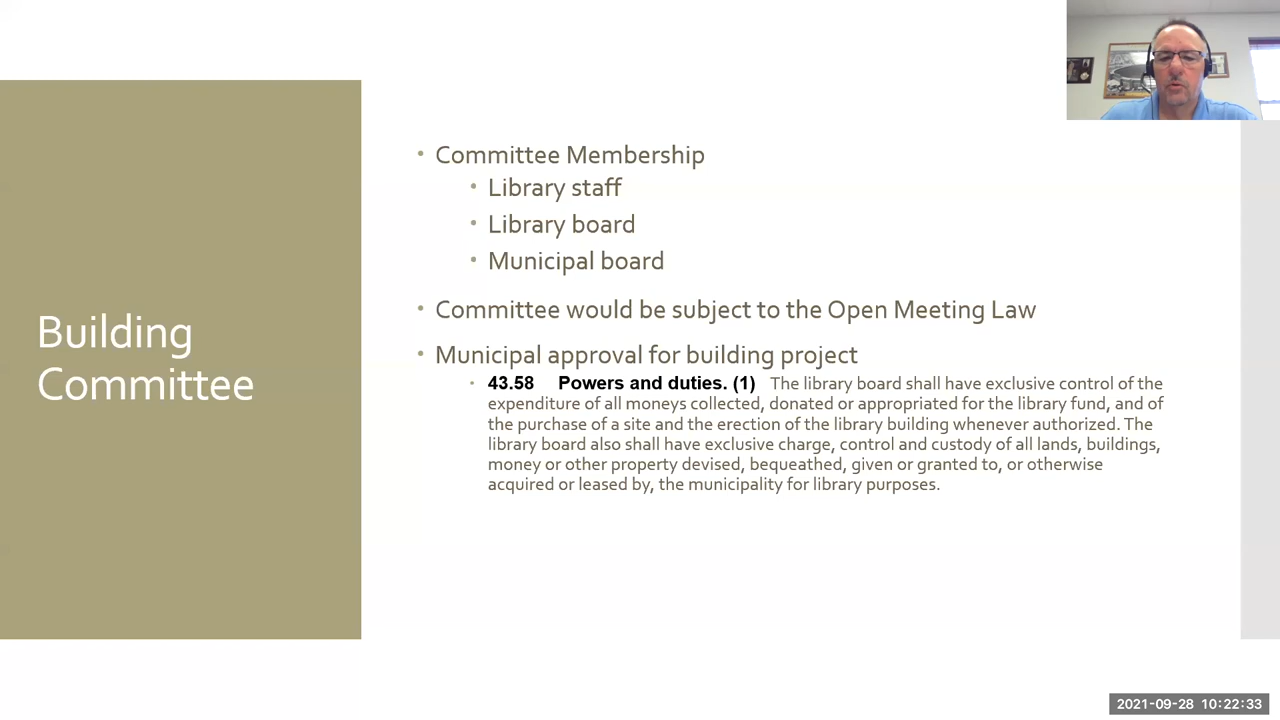 Building
Committee
Committee Membership
Library staff
Library board
Municipal board
Committee would be subject to the Open Meeting Law
Municipal approval for building project
43.58 Powers and duties. (1) The library board shall have exclusive control of the
expenditure of all moneys collected, donated or appropriated for the library fund, and of
the purchase of a site and the erection of the library building whenever authorized. The
library board also shall have exclusive charge, control and custody of all lands, buildings,
money or other property devised, bequeathed, given or granted to, or otherwise
acquired or leased by, the municipality for library purposes.
2021-09-28 10:22:33